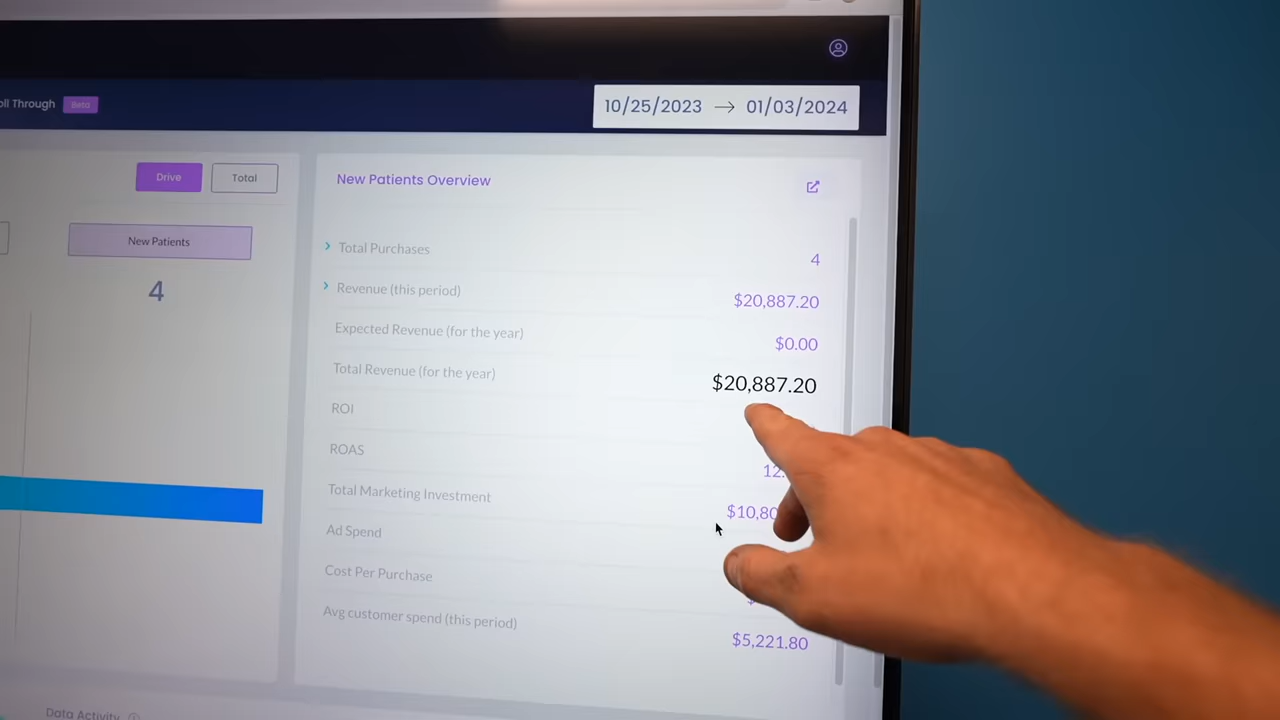 oll Through Beta
10/25/2023 → 01/03/2024
Drive Total
New Patients
4
New Patients Overview
Total Purchases 4
Revenue (this period) $20,887.20
Expected Revenue (for the year) $0.00
Total Revenue (for the year) $20,887.20
ROI
ROAS 12.
Total Marketing Investment $10,80
Ad Spend
Cost Per Purchase
Avg customer spend (this period) $5,221.80
Data Activity